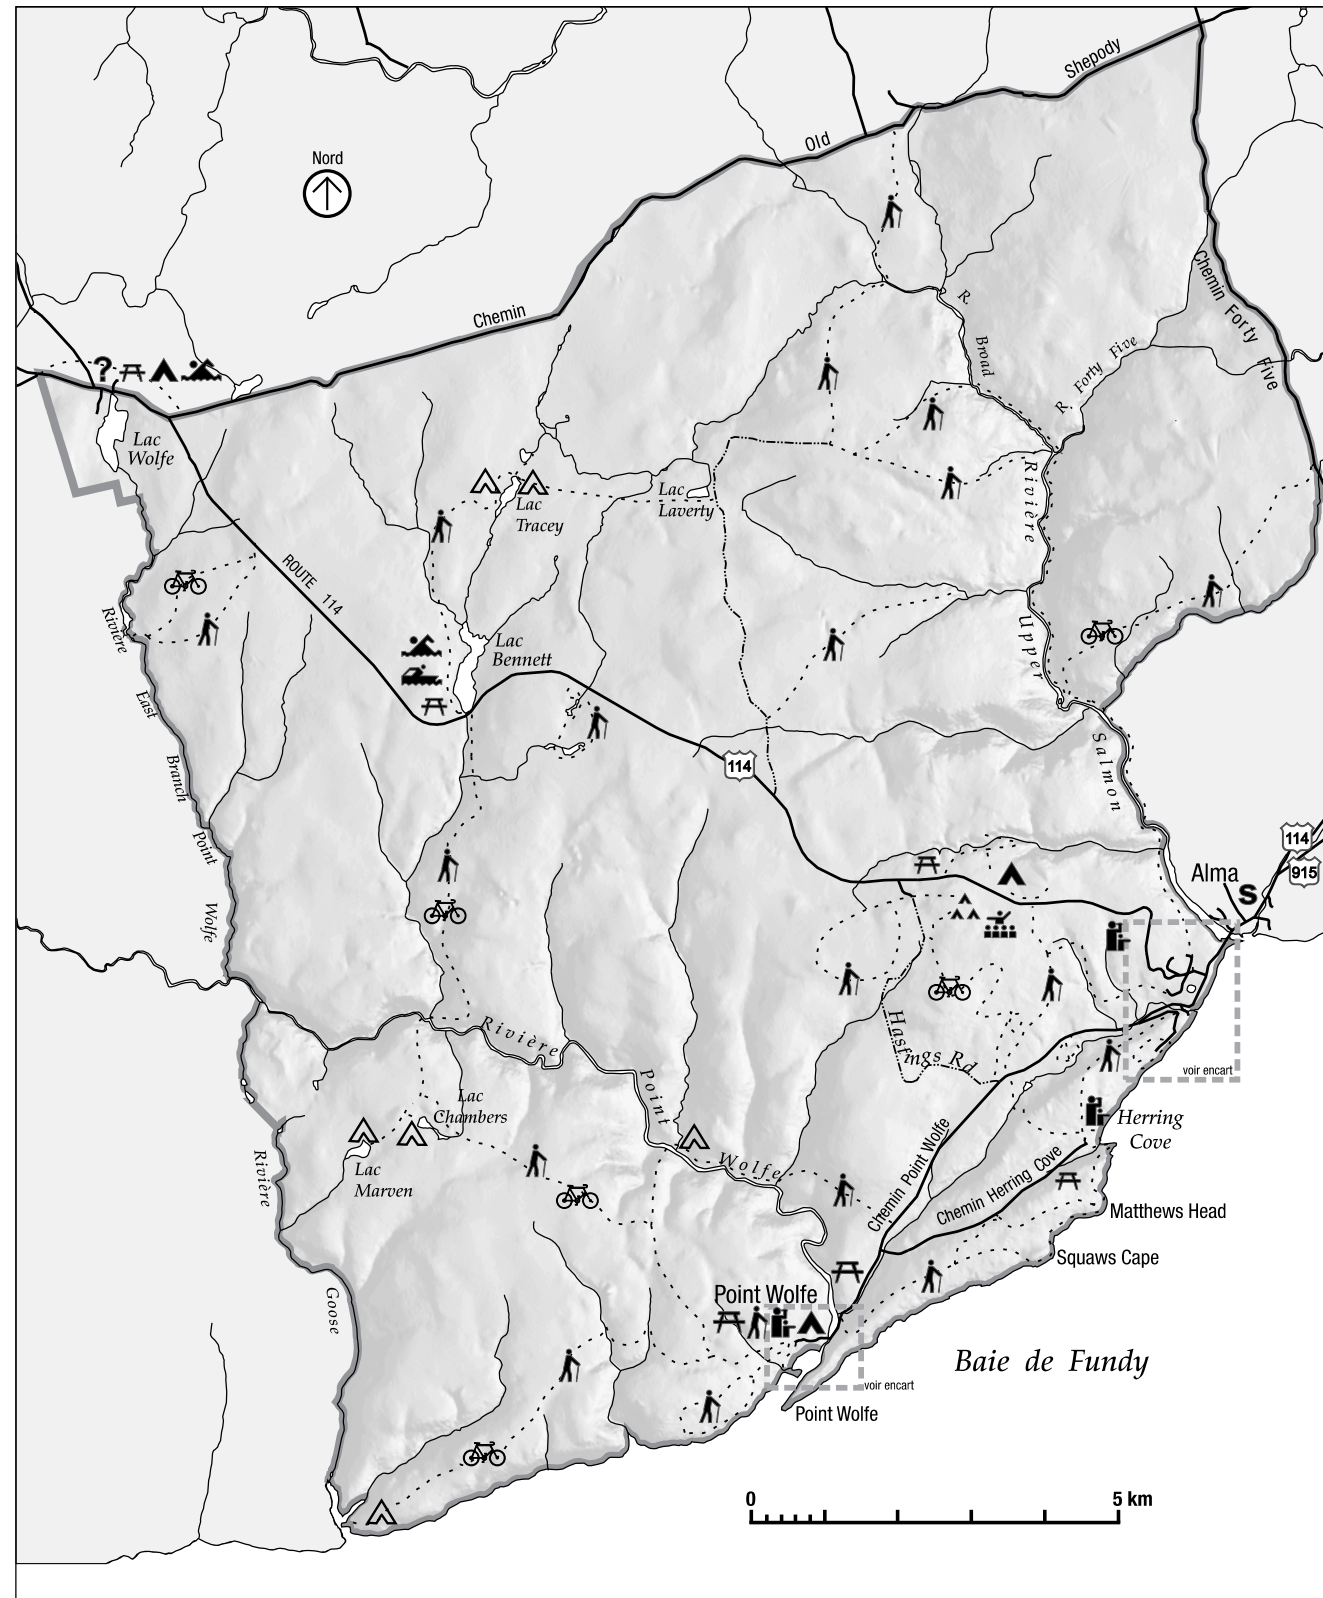 Shepody
Old
Nord
Chemin
Chemin Forty Five
R. Broad
R. Forty Five
?
Lac
Wolfe
Lac
Tracey
Lac
Laverty
Rivière
Upper
Salmon
ROUTE 114
Rivière
East
Branch
Point
Wolfe
Lac
Bennett
114
114
915
Alma
S
Hastings Rd
voir encart
Rivière
Point
Wolfe
Lac
Chambers
Lac
Marven
Herring
Cove
Chemin Point Wolfe
Chemin Herring Cove
Matthews Head
Squaws Cape
Rivière
Goose
Point Wolfe
Baie de Fundy
voir encart
Point Wolfe
0 5 km